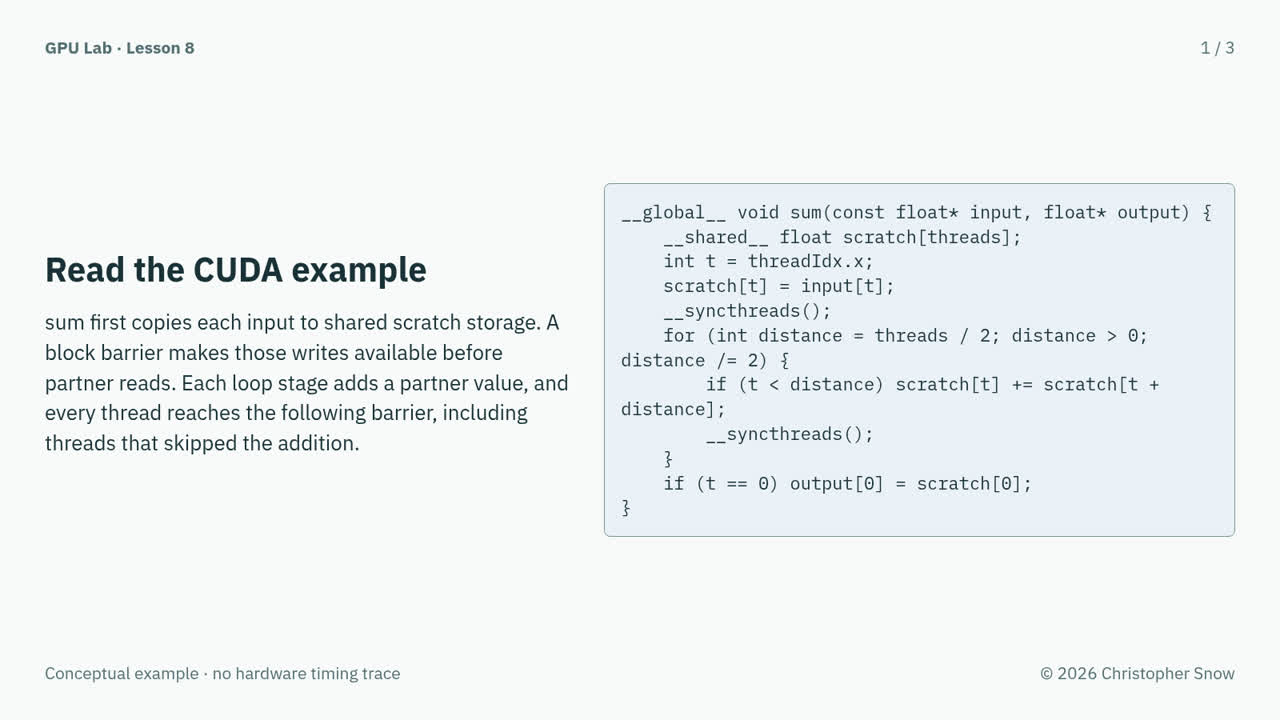 GPU Lab · Lesson 8
1 / 3
Read the CUDA example
sum first copies each input to shared scratch storage. A
block barrier makes those writes available before
partner reads. Each loop stage adds a partner value, and
every thread reaches the following barrier, including
threads that skipped the addition.
__global__ void sum(const float* input, float* output) {
    __shared__ float scratch[threads];
    int t = threadIdx.x;
    scratch[t] = input[t];
    __syncthreads();
    for (int distance = threads / 2; distance > 0;
distance /= 2) {
        if (t < distance) scratch[t] += scratch[t +
distance];
        __syncthreads();
    }
    if (t == 0) output[0] = scratch[0];
}
Conceptual example · no hardware timing trace
© 2026 Christopher Snow